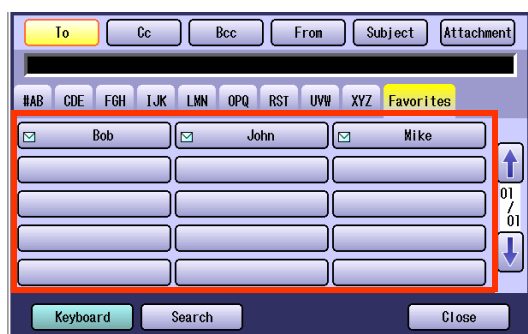 To Cc Bcc From Subject Attachment
#AB CDE FGH IJK LMN OPQ RST UVW XYZ Favorites
Bob John Mike
01
/
01
Keyboard Search Close